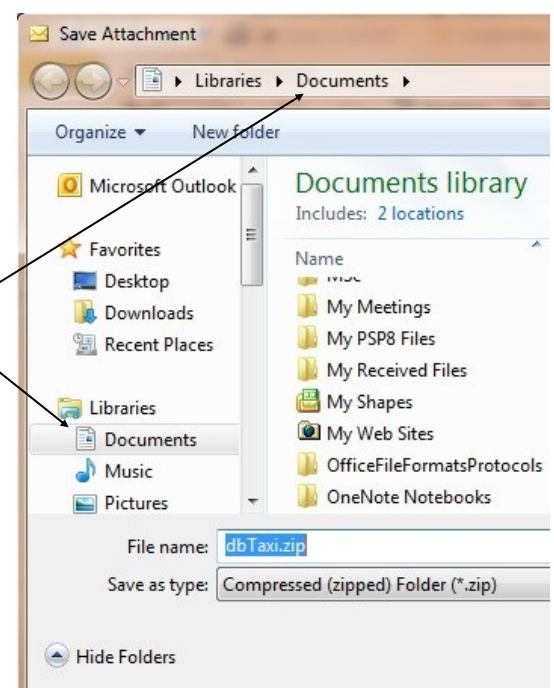 Save Attachment
Libraries Documents
Organize New folder
Microsoft Outlook
Favorites
Desktop
Downloads
Recent Places
Libraries
Documents
Music
Pictures
Documents library
Includes: 2 locations
Name
My Meetings
My PSP8 Files
My Received Files
My Shapes
My Web Sites
OfficeFileFormatsProtocols
OneNote Notebooks
File name: dbTaxi.zip
Save as type: Compressed (zipped) Folder (*.zip)
Hide Folders